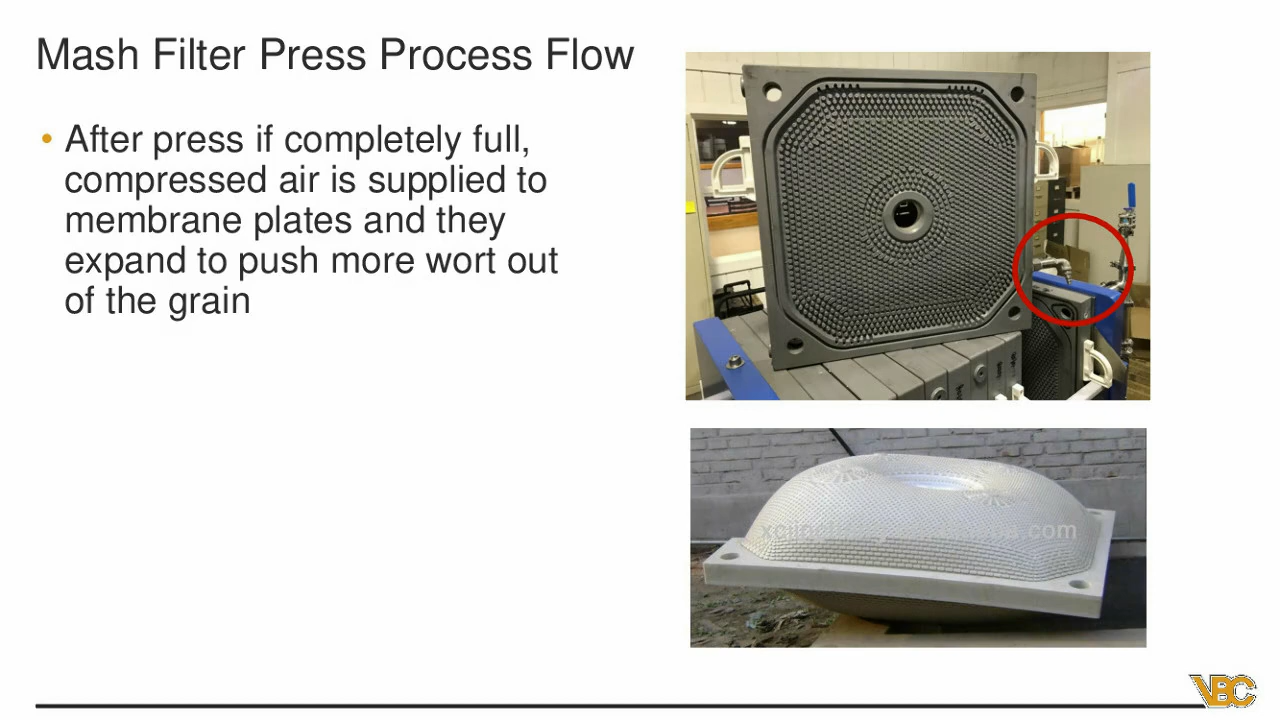 Mash Filter Press Process Flow
• After press if completely full,
compressed air is supplied to
membrane plates and they
expand to push more wort out
of the grain
.com
VBC